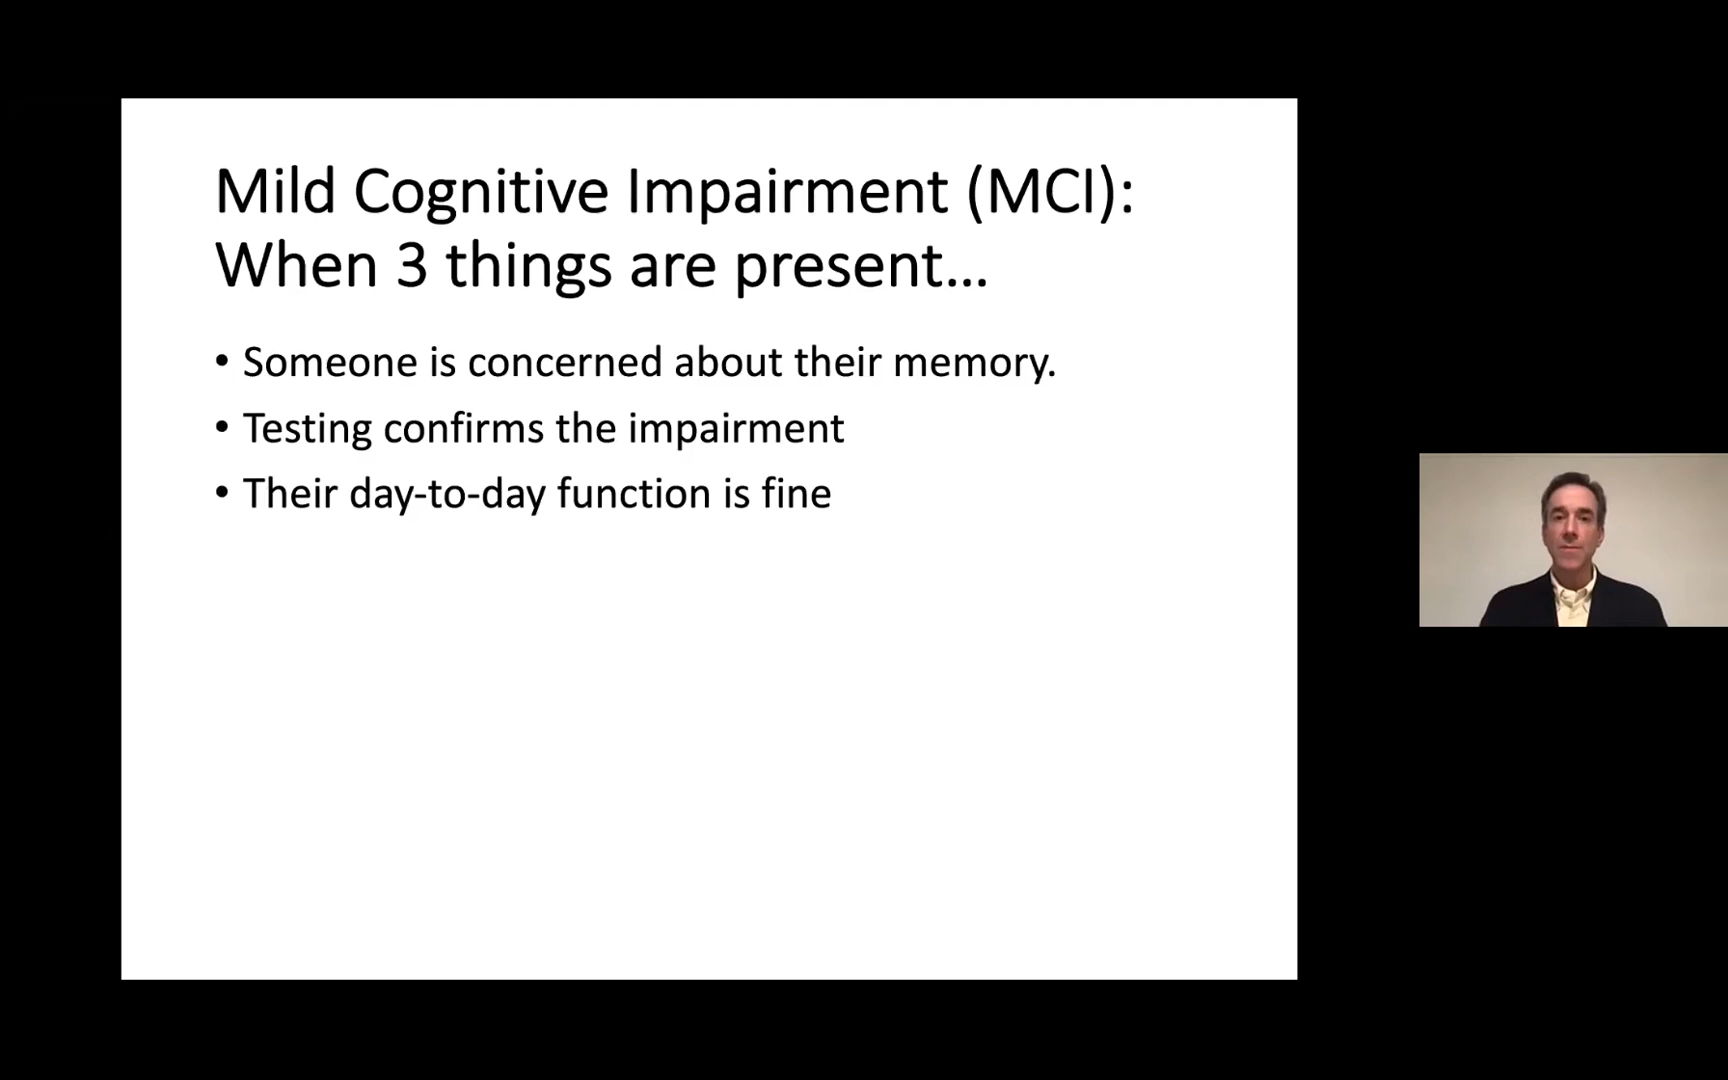 Mild Cognitive Impairment (MCI):
When 3 things are present...
• Someone is concerned about their memory.
• Testing confirms the impairment
• Their day-to-day function is fine